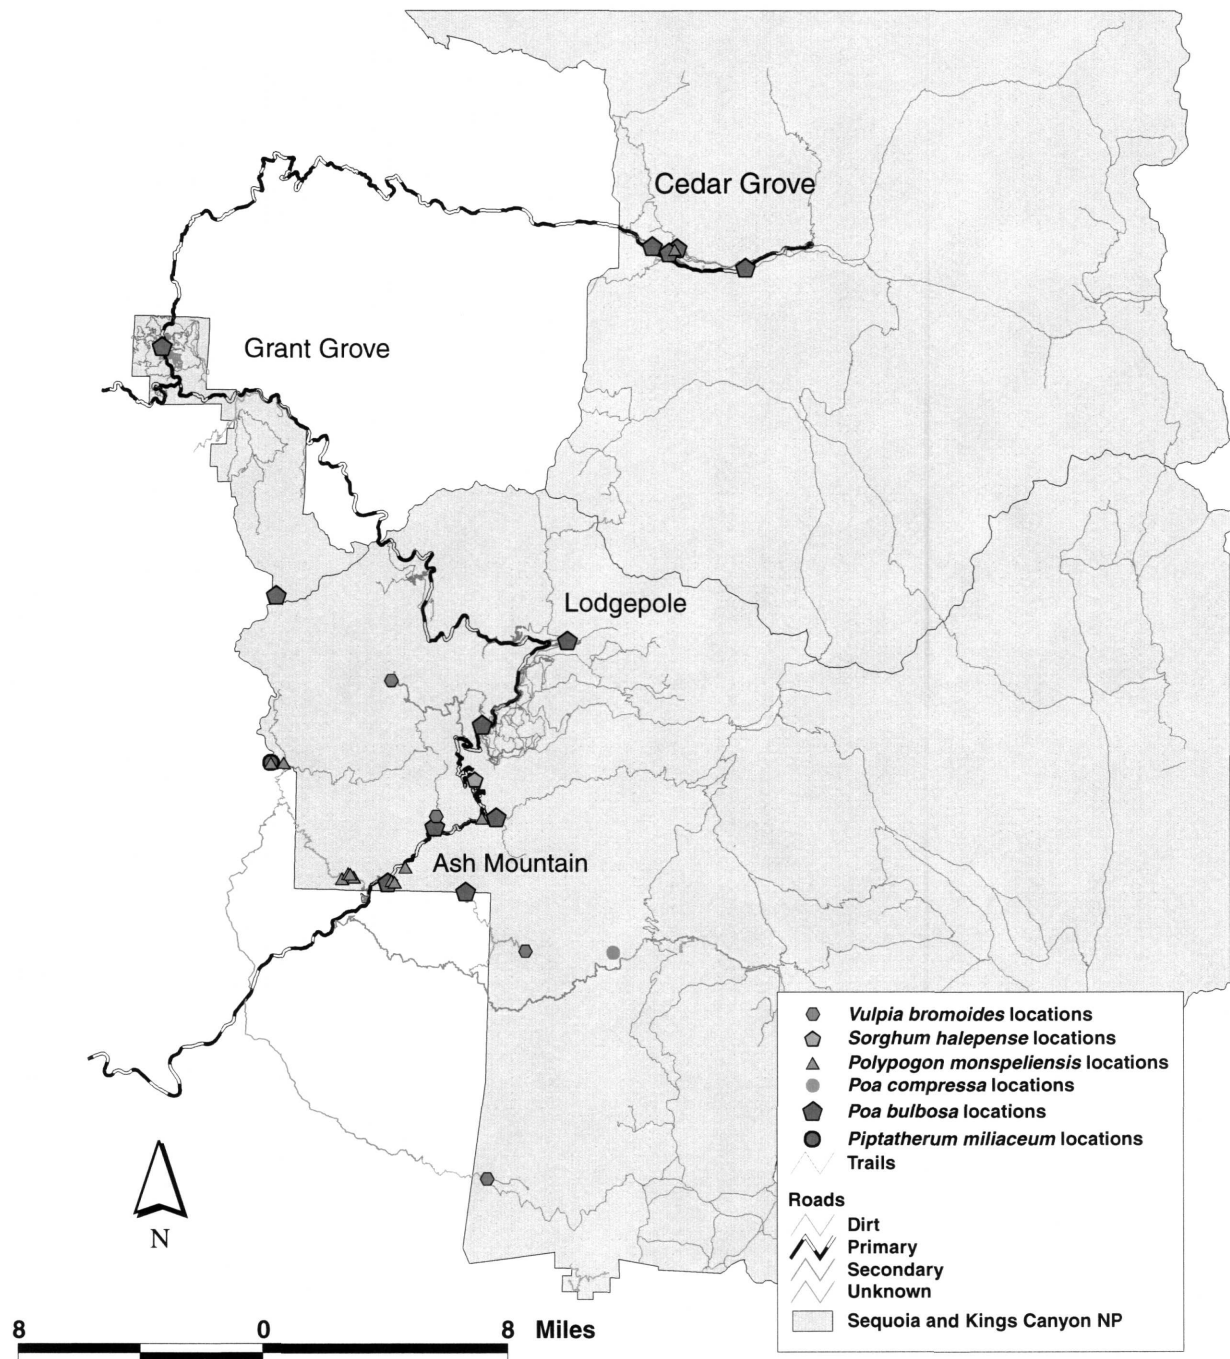 Cedar Grove
Grant Grove
Lodgepole
Ash Mountain
Vulpia bromoides locations
Sorghum halepense locations
Polypogon monspeliensis locations
Poa compressa locations
Poa bulbosa locations
Piptatherum miliaceum locations
Trails
Roads
Dirt
Primary
Secondary
Unknown
Sequoia and Kings Canyon NP
N
8 0 8 Miles